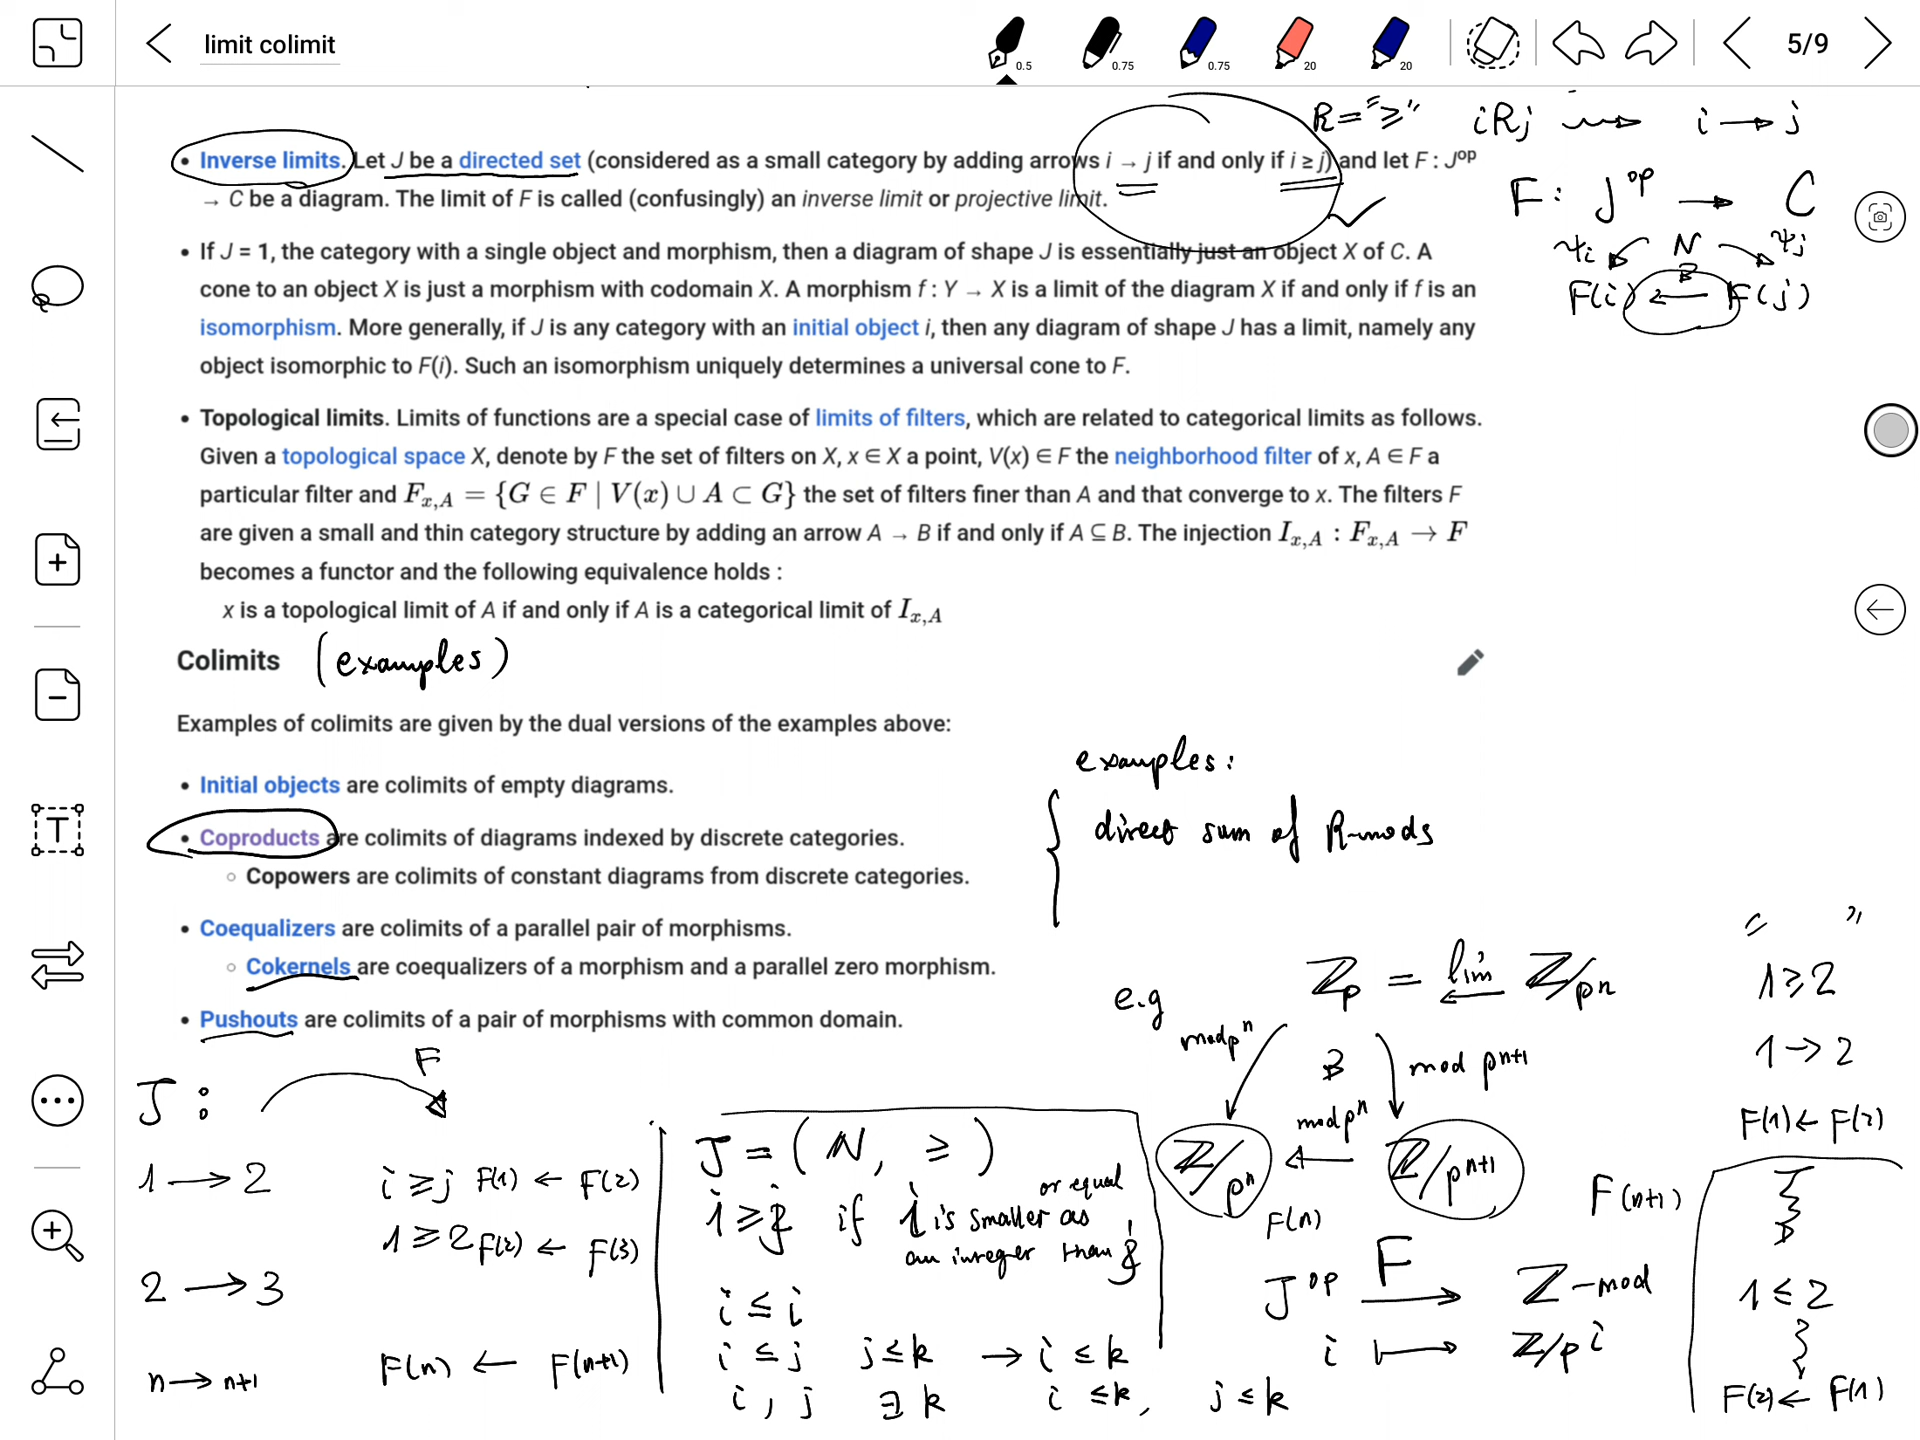 limit colimit
0.5 0.75 0.75 20 20
5/9
R = "≥" iRj ⇝ i → j
• Inverse limits. Let J be a directed set (considered as a small category by adding arrows i → j if and only if i ≥ j) and let F : J^op
→ C be a diagram. The limit of F is called (confusingly) an inverse limit or projective limit.
F : J^op → C
ψi N ψj
F(i) ← F(j)
• If J = 1, the category with a single object and morphism, then a diagram of shape J is essentially just an object X of C. A
cone to an object X is just a morphism with codomain X. A morphism f : Y → X is a limit of the diagram X if and only if f is an
isomorphism. More generally, if J is any category with an initial object i, then any diagram of shape J has a limit, namely any
object isomorphic to F(i). Such an isomorphism uniquely determines a universal cone to F.
• Topological limits. Limits of functions are a special case of limits of filters, which are related to categorical limits as follows.
Given a topological space X, denote by F the set of filters on X, x ∈ X a point, V(x) ∈ F the neighborhood filter of x, A ∈ F a
particular filter and F_{x,A} = {G ∈ F | V(x) ∪ A ⊂ G} the set of filters finer than A and that converge to x. The filters F
are given a small and thin category structure by adding an arrow A → B if and only if A ⊆ B. The injection I_{x,A} : F_{x,A} → F
becomes a functor and the following equivalence holds :
x is a topological limit of A if and only if A is a categorical limit of I_{x,A}
Colimits (examples)
Examples of colimits are given by the dual versions of the examples above:
• Initial objects are colimits of empty diagrams.
• Coproducts are colimits of diagrams indexed by discrete categories.
◦ Copowers are colimits of constant diagrams from discrete categories.
• Coequalizers are colimits of a parallel pair of morphisms.
◦ Cokernels are coequalizers of a morphism and a parallel zero morphism.
• Pushouts are colimits of a pair of morphisms with common domain.
examples:
direct sum of R-mods
e.g ℤ_p = lim ← ℤ/p^n
mod p^n mod p^{n+1}
mod p^n
ℤ/p^n ← ℤ/p^{n+1}
F(n) F(n+1)
J^op F → ℤ-mod
i ↦ ℤ/p^i
" "
1 ≥ 2
1 → 2
F(1) ← F(2)
1 ≤ 2
F(2) ← F(1)
J : F
1 → 2 i ≥ j F(1) ← F(2)
1 ≥ 2 F(2) ← F(3)
2 → 3
n → n+1 F(n) ← F(n+1)
J = (ℕ, ≥)
i ≥ j if i is smaller or equal as
an integer than j
i ≤ i
i ≤ j j ≤ k → i ≤ k
i, j ∃ k i ≤ k, j ≤ k